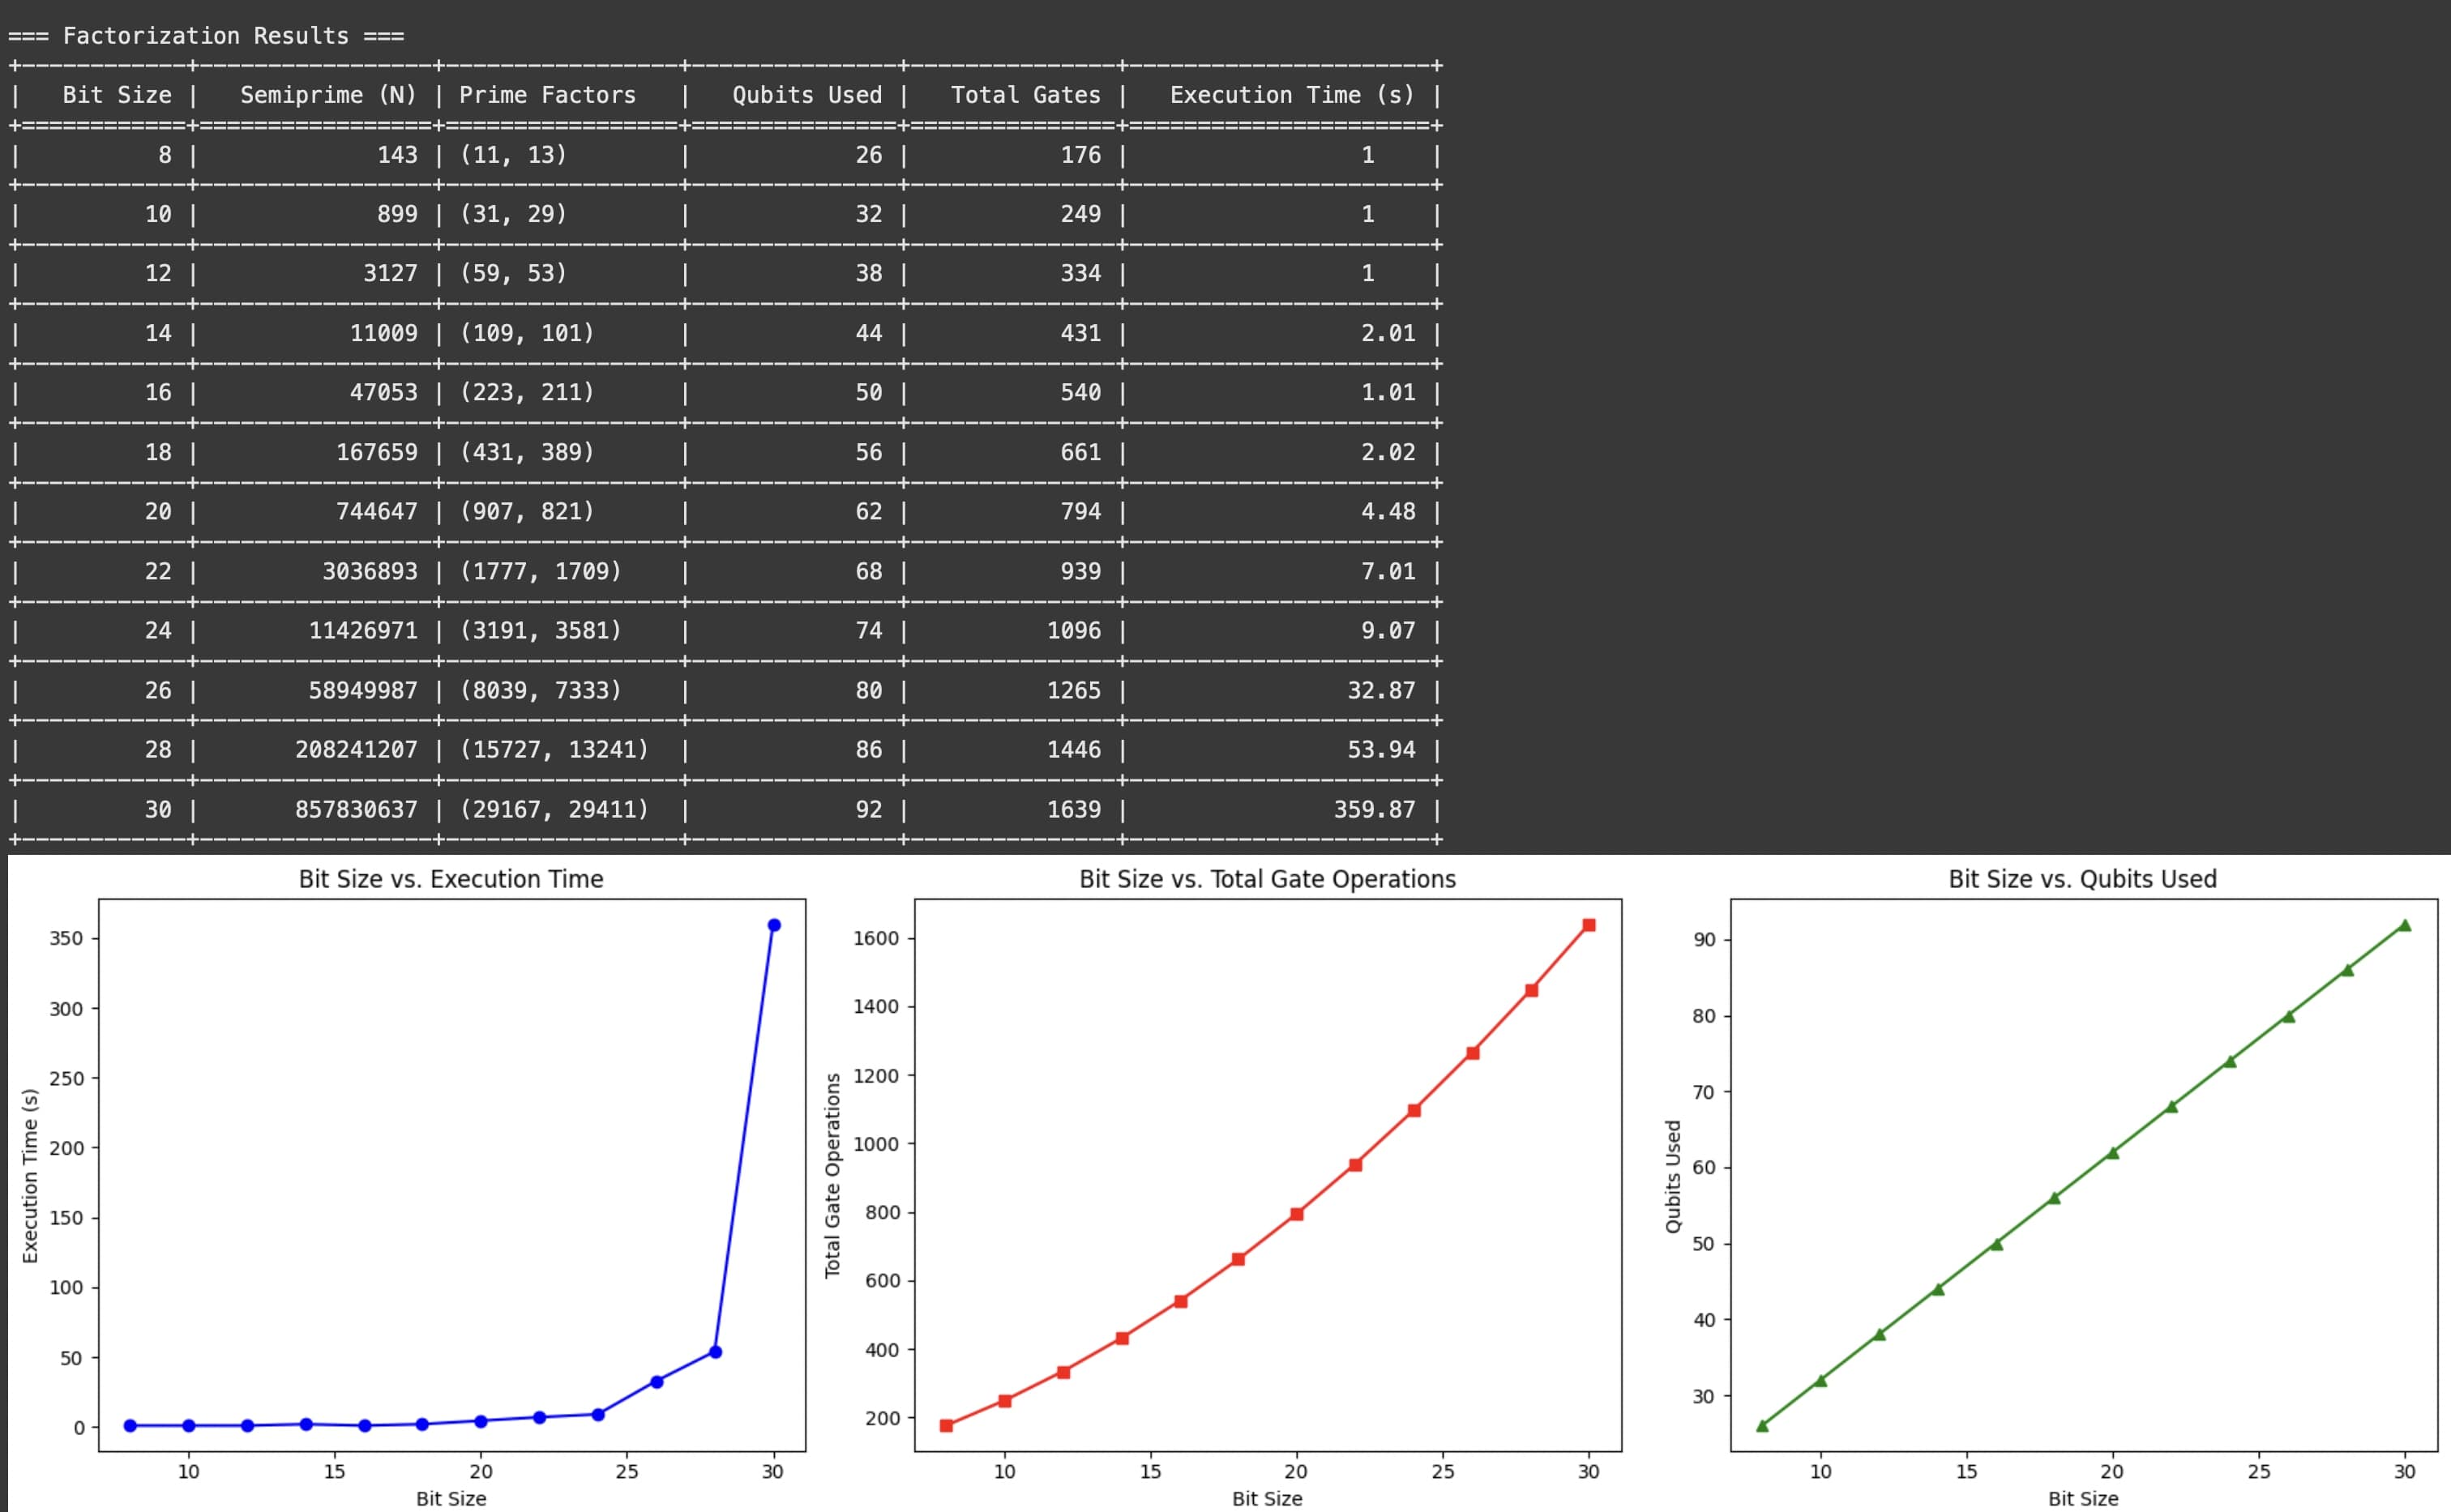 === Factorization Results ===
| Bit Size | Semiprime (N) | Prime Factors | Qubits Used | Total Gates | Execution Time (s) |
| 8 | 143 | (11, 13) | 26 | 176 | 1 |
| 10 | 899 | (31, 29) | 32 | 249 | 1 |
| 12 | 3127 | (59, 53) | 38 | 334 | 1 |
| 14 | 11009 | (109, 101) | 44 | 431 | 2.01 |
| 16 | 47053 | (223, 211) | 50 | 540 | 1.01 |
| 18 | 167659 | (431, 389) | 56 | 661 | 2.02 |
| 20 | 744647 | (907, 821) | 62 | 794 | 4.48 |
| 22 | 3036893 | (1777, 1709) | 68 | 939 | 7.01 |
| 24 | 11426971 | (3191, 3581) | 74 | 1096 | 9.07 |
| 26 | 58949987 | (8039, 7333) | 80 | 1265 | 32.87 |
| 28 | 208241207 | (15727, 13241) | 86 | 1446 | 53.94 |
| 30 | 857830637 | (29167, 29411) | 92 | 1639 | 359.87 |
Bit Size vs. Execution Time
Execution Time (s)
350
300
250
200
150
100
50
0
10 15 20 25 30
Bit Size
Bit Size vs. Total Gate Operations
Total Gate Operations
1600
1400
1200
1000
800
600
400
200
10 15 20 25 30
Bit Size
Bit Size vs. Qubits Used
Qubits Used
90
80
70
60
50
40
30
10 15 20 25 30
Bit Size